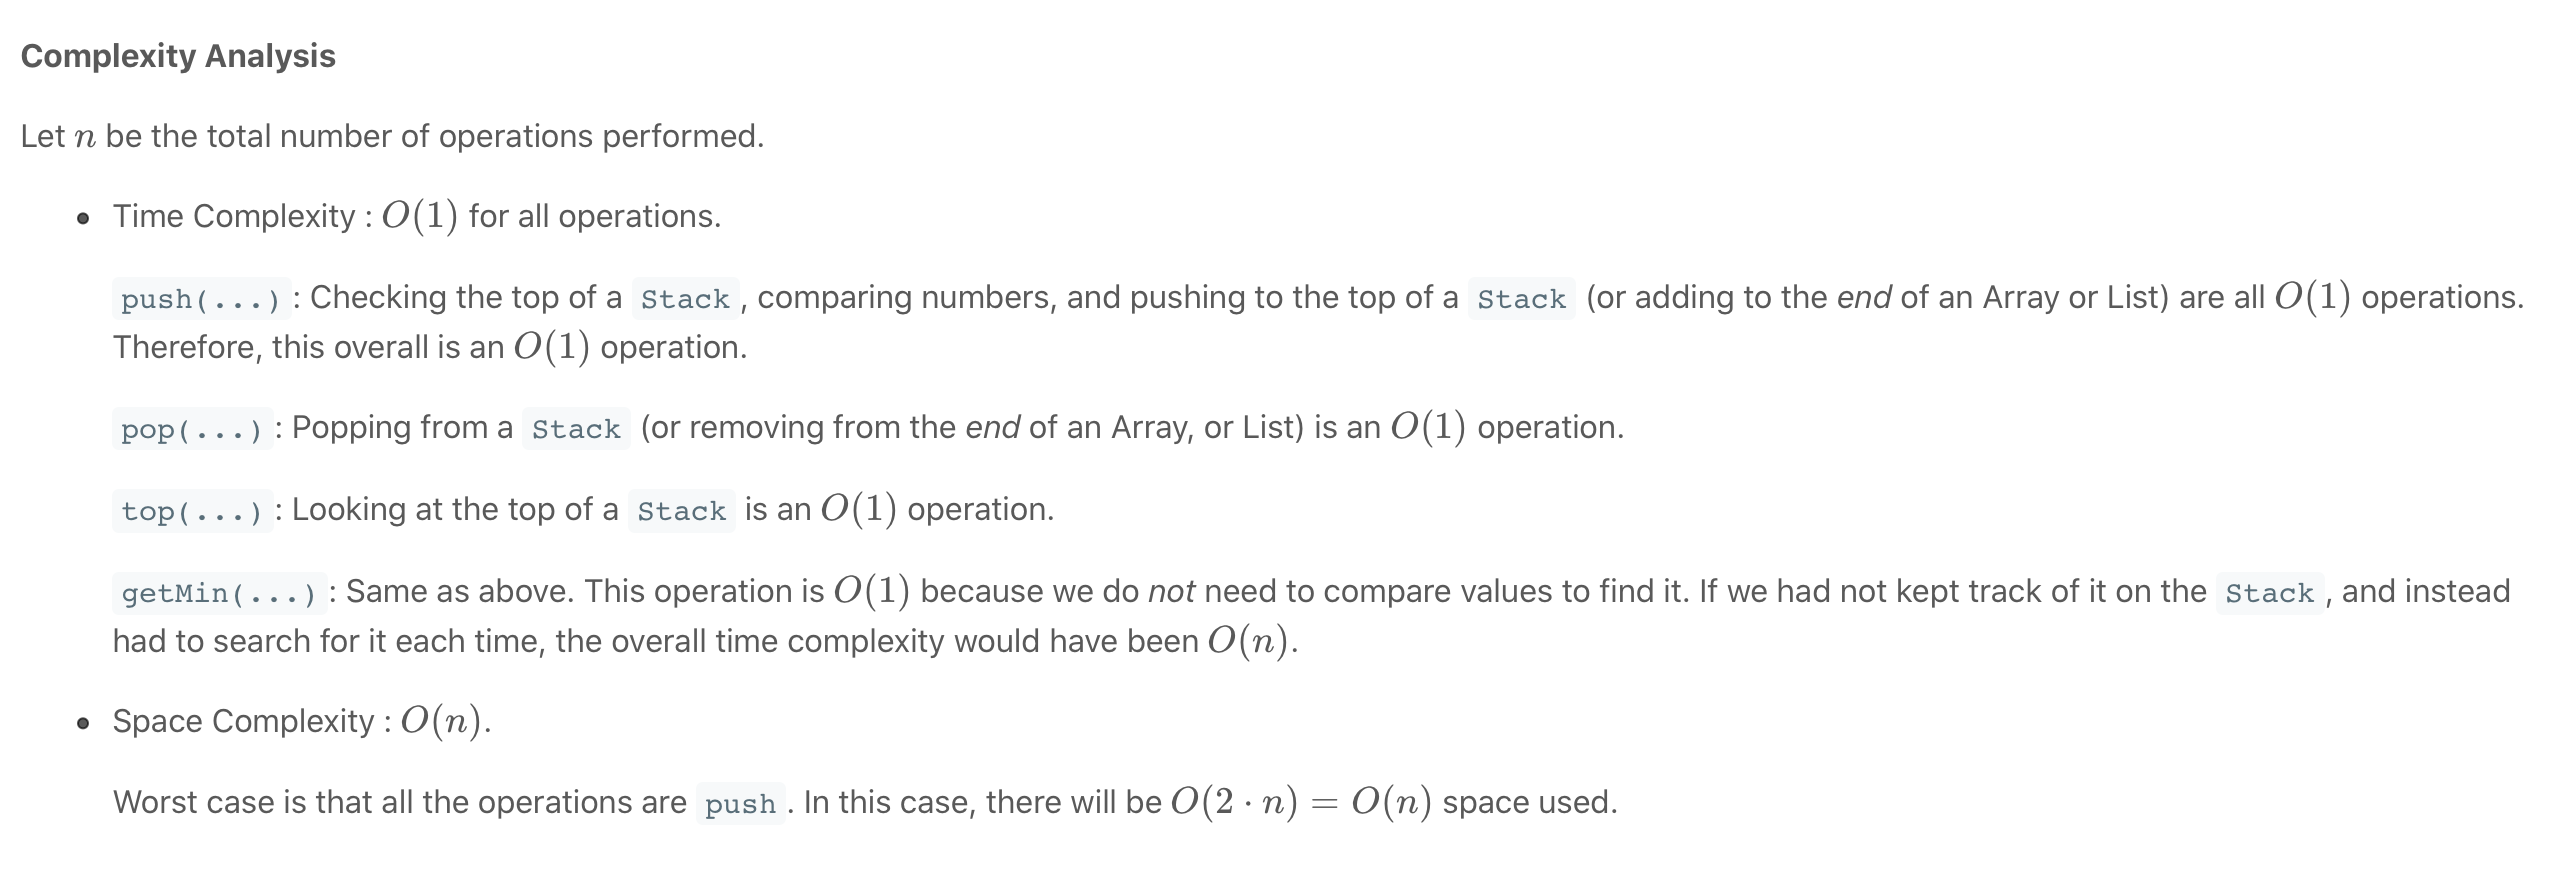 Complexity Analysis
Let n be the total number of operations performed.
• Time Complexity : O(1) for all operations.
push(...) : Checking the top of a Stack , comparing numbers, and pushing to the top of a Stack (or adding to the end of an Array or List) are all O(1) operations.
Therefore, this overall is an O(1) operation.
pop(...) : Popping from a Stack (or removing from the end of an Array, or List) is an O(1) operation.
top(...) : Looking at the top of a Stack is an O(1) operation.
getMin(...) : Same as above. This operation is O(1) because we do not need to compare values to find it. If we had not kept track of it on the Stack , and instead
had to search for it each time, the overall time complexity would have been O(n).
• Space Complexity : O(n).
Worst case is that all the operations are push . In this case, there will be O(2 · n) = O(n) space used.